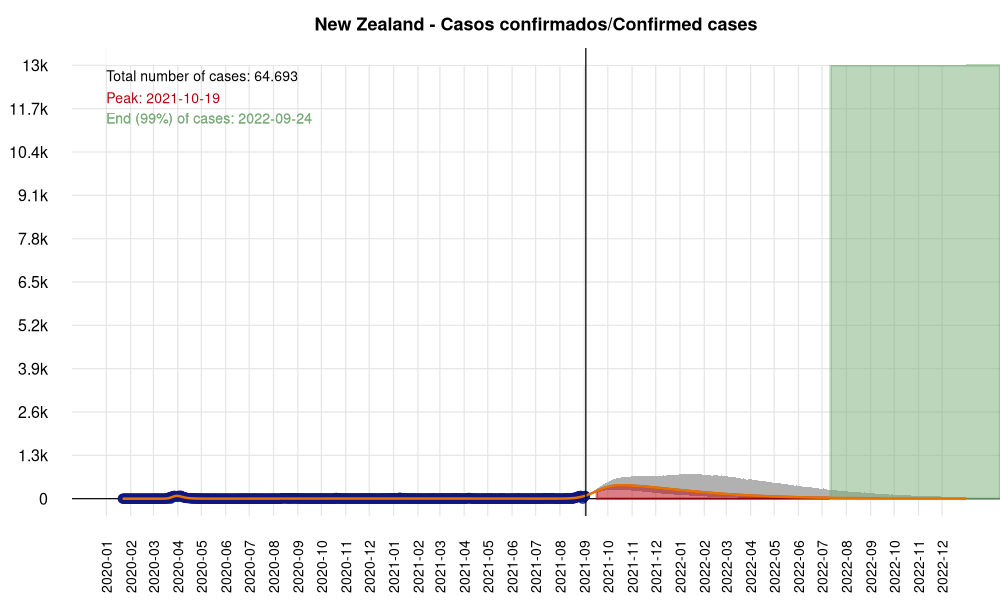 New Zealand - Casos confirmados/Confirmed cases
Total number of cases: 64.693
Peak: 2021-10-19
End (99%) of cases: 2022-09-24
13k
11.7k
10.4k
9.1k
7.8k
6.5k
5.2k
3.9k
2.6k
1.3k
0
2020-01
2020-02
2020-03
2020-04
2020-05
2020-06
2020-07
2020-08
2020-09
2020-10
2020-11
2020-12
2021-01
2021-02
2021-03
2021-04
2021-05
2021-06
2021-07
2021-08
2021-09
2021-10
2021-11
2021-12
2022-01
2022-02
2022-03
2022-04
2022-05
2022-06
2022-07
2022-08
2022-09
2022-10
2022-11
2022-12